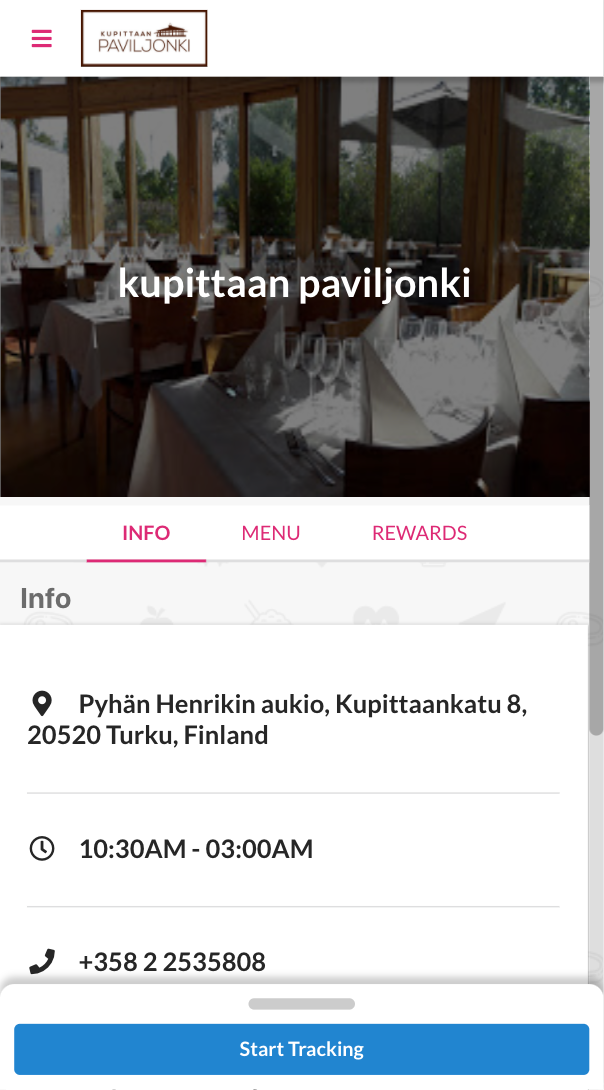 KUPITTAAN
PAVILJONKI
kupittaan paviljonki
INFO MENU REWARDS
Info
Pyhän Henrikin aukio, Kupittaankatu 8,
20520 Turku, Finland
10:30AM - 03:00AM
+358 2 2535808
Start Tracking